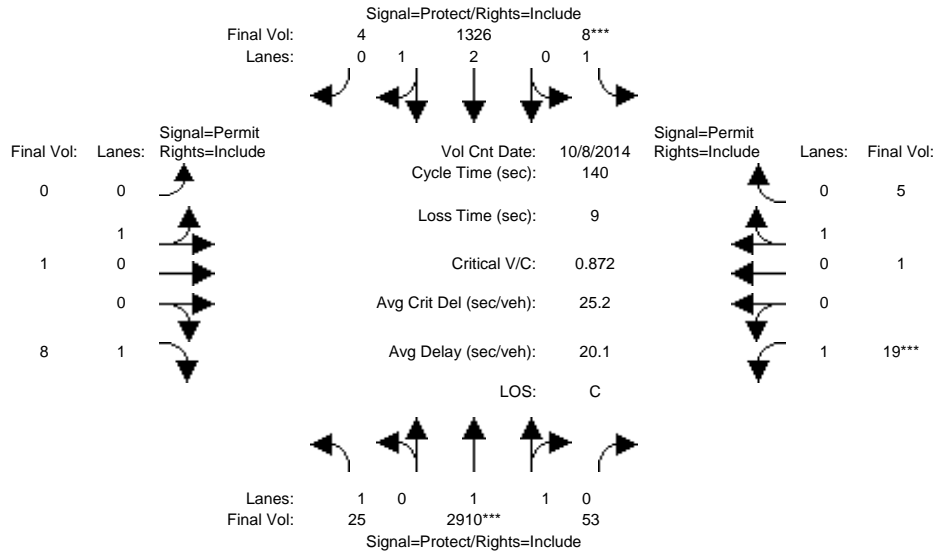 Signal=Protect/Rights=Include
Final Vol: 4 1326 8***
Lanes: 0 1 2 0 1
Signal=Permit Signal=Permit
Final Vol: Lanes: Rights=Include Vol Cnt Date: 10/8/2014 Rights=Include Lanes: Final Vol:
Cycle Time (sec): 140
0 0 0 5
Loss Time (sec): 9
1 1
1 0 Critical V/C: 0.872 0 1
0 Avg Crit Del (sec/veh): 25.2 0
8 1 Avg Delay (sec/veh): 20.1 1 19***
LOS: C
Lanes: 1 0 1 1 0
Final Vol: 25 2910*** 53
Signal=Protect/Rights=Include